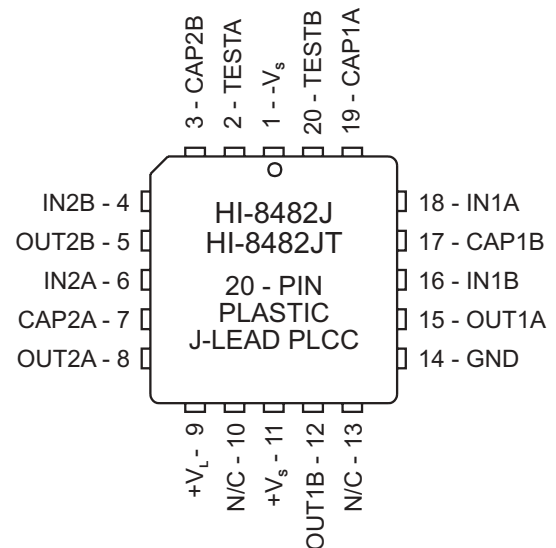 3 - CAP2B
2 - TESTA
1 - -Vs
20 - TESTB
19 - CAP1A
IN2B - 4
OUT2B - 5
IN2A - 6
CAP2A - 7
OUT2A - 8
HI-8482J
HI-8482JT
20 - PIN
PLASTIC
J-LEAD PLCC
18 - IN1A
17 - CAP1B
16 - IN1B
15 - OUT1A
14 - GND
+VL - 9
N/C - 10
+Vs - 11
OUT1B - 12
N/C - 13